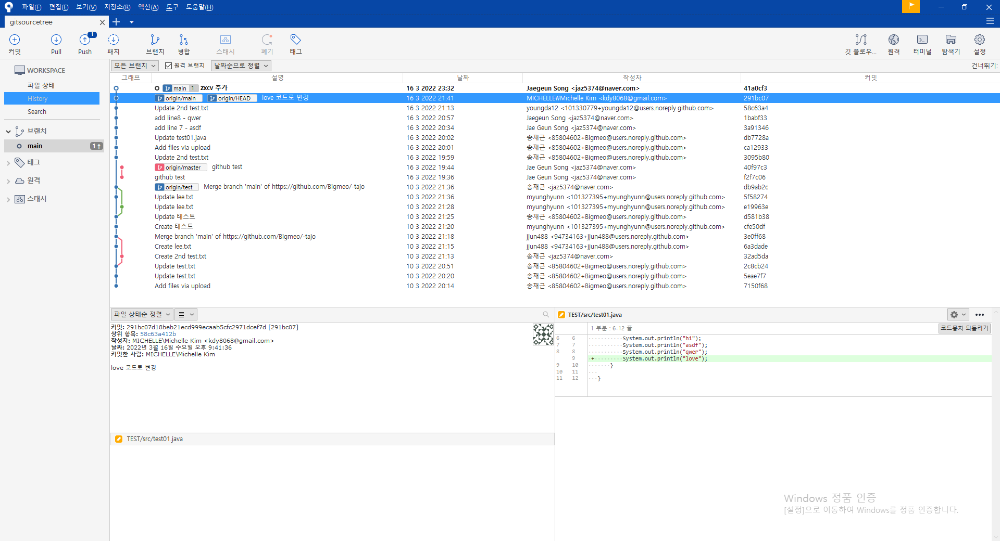 파일(F) 편집(E) 보기(V) 저장소(R) 액션(A) 도구 도움말(H)
gitsourcetree
커밋 Pull 1 Push 패치 브랜치 병합 스태시 폐기 태그 깃 플로우... 원격 터미널 탐색기 설정
WORKSPACE
파일 상태
History
Search
브랜치
main 1↑
태그
원격
스태시
모든 브랜치 원격 브랜치 날짜순으로 정렬 건너뛰기:
그래프 설명 날짜 작성자 커밋
main 1 zxcv 추가 16 3 2022 23:32 Jaegeun Song <jaz5374@naver.com> 41a0cf3
origin/main origin/HEAD love 코드로 변경 16 3 2022 21:41 MICHELLE₩Michelle Kim <kdy8068@gmail.com> 291bc07
Update 2nd test.txt 16 3 2022 21:13 youngda12 <101330779+youngda12@users.noreply.github.com> 58c63a4
add line8 - qwer 16 3 2022 20:57 Jaegeun Song <jaz5374@naver.com> 1babf33
add line 7 - asdf 16 3 2022 20:34 Jae Geun Song <jaz5374@naver.com> 3a91346
Update test01.java 16 3 2022 20:02 송재근 <85804602+Bigmeo@users.noreply.github.com> db7728a
Add files via upload 16 3 2022 20:01 송재근 <85804602+Bigmeo@users.noreply.github.com> ca12933
Update 2nd test.txt 16 3 2022 19:59 송재근 <85804602+Bigmeo@users.noreply.github.com> 3095b80
origin/master github test 16 3 2022 19:44 Jae Geun Song <jaz5374@naver.com> 40f97c3
github test 16 3 2022 19:36 Jae Geun Song <jaz5374@naver.com> f2f7c06
origin/test Merge branch 'main' of https://github.com/Bigmeo/-tajo 10 3 2022 21:36 송재근 <jaz5374@naver.com> db9ab2c
Update lee.txt 10 3 2022 21:36 myunghyunn <101327395+myunghyunn@users.noreply.github.com> 5f58274
Update lee.txt 10 3 2022 21:28 myunghyunn <101327395+myunghyunn@users.noreply.github.com> e19963e
Update 테스트 10 3 2022 21:25 송재근 <85804602+Bigmeo@users.noreply.github.com> d581b38
Create 테스트 10 3 2022 21:20 myunghyunn <101327395+myunghyunn@users.noreply.github.com> cfe50df
Merge branch 'main' of https://github.com/Bigmeo/-tajo 10 3 2022 21:18 jjun488 <94734163+jjun488@users.noreply.github.com> 3e0ff68
Create lee.txt 10 3 2022 21:15 jjun488 <94734163+jjun488@users.noreply.github.com> 6a3dade
Create 2nd test.txt 10 3 2022 21:13 송재근 <jaz5374@naver.com> 32ad5da
Update test.txt 10 3 2022 20:51 송재근 <85804602+Bigmeo@users.noreply.github.com> 2c8cb24
Update test.txt 10 3 2022 20:20 송재근 <85804602+Bigmeo@users.noreply.github.com> 5eae7f7
Add files via upload 10 3 2022 20:14 송재근 <85804602+Bigmeo@users.noreply.github.com> 7150f68
파일 상태순 정렬
커밋: 291bc07d18beb21ecd999ecaab5cfc2971dcef7d [291bc07]
상위 항목: 58c63a412b
작성자: MICHELLE\Michelle Kim <kdy8068@gmail.com>
날짜: 2022년 3월 16일 수요일 오후 9:41:36
커밋한 사람: MICHELLE\Michelle Kim
love 코드로 변경
TEST/src/test01.java
TEST/src/test01.java
1 부분 : 6-12 줄 코드뭉치 되돌리기
6 6 System.out.println("hi");
7 7 System.out.println("asdf");
8 8 System.out.println("qwer");
9 + System.out.println("love");
9 10 }
10 11
11 12 }
Windows 정품 인증
[설정]으로 이동하여 Windows를 정품 인증합니다.